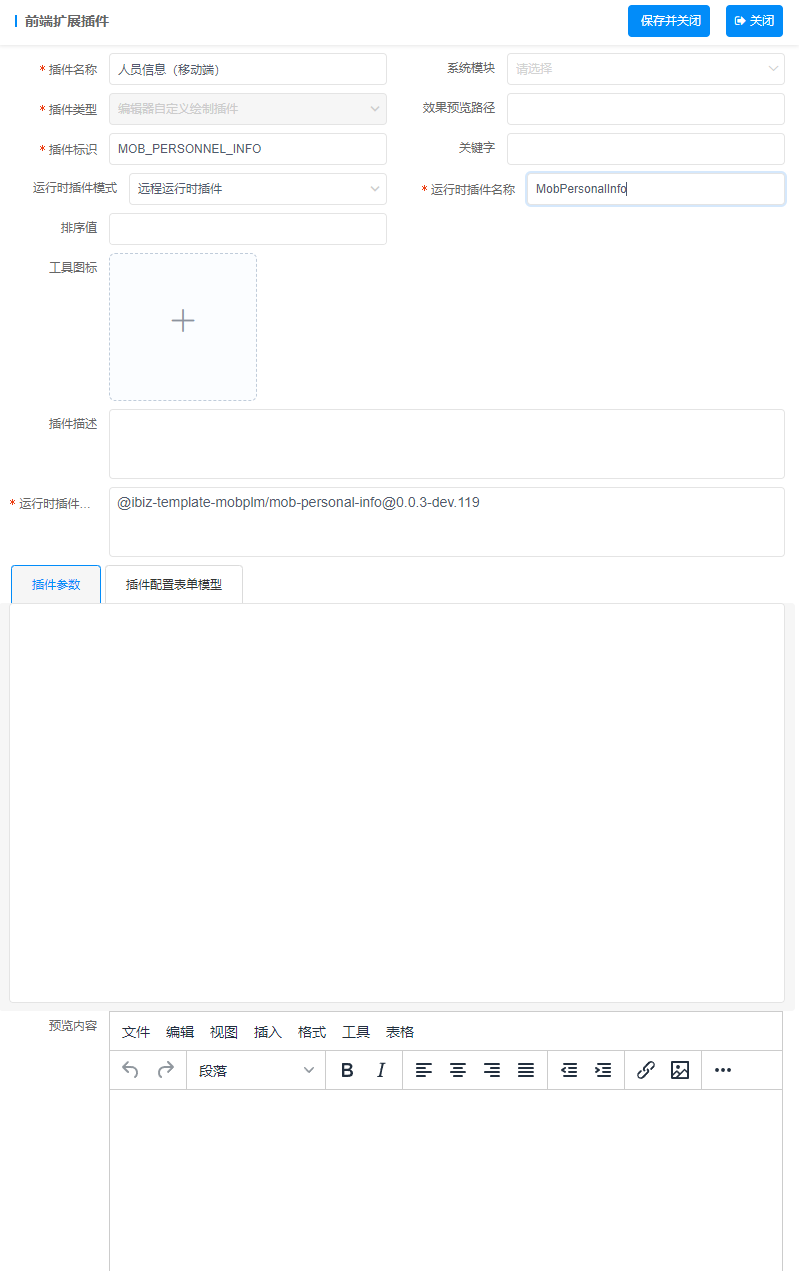 前端扩展插件
保存并关闭 关闭
* 插件名称 人员信息（移动端） 系统模块 请选择
* 插件类型 编辑器自定义绘制插件 效果预览路径
* 插件标识 MOB_PERSONNEL_INFO 关键字
运行时插件模式 远程运行时插件 * 运行时插件名称 MobPersonalInfo
排序值
工具图标
插件描述
* 运行时插件... @ibiz-template-mobplm/mob-personal-info@0.0.3-dev.119
插件参数 插件配置表单模型
预览内容 文件 编辑 视图 插入 格式 工具 表格
段落 B I